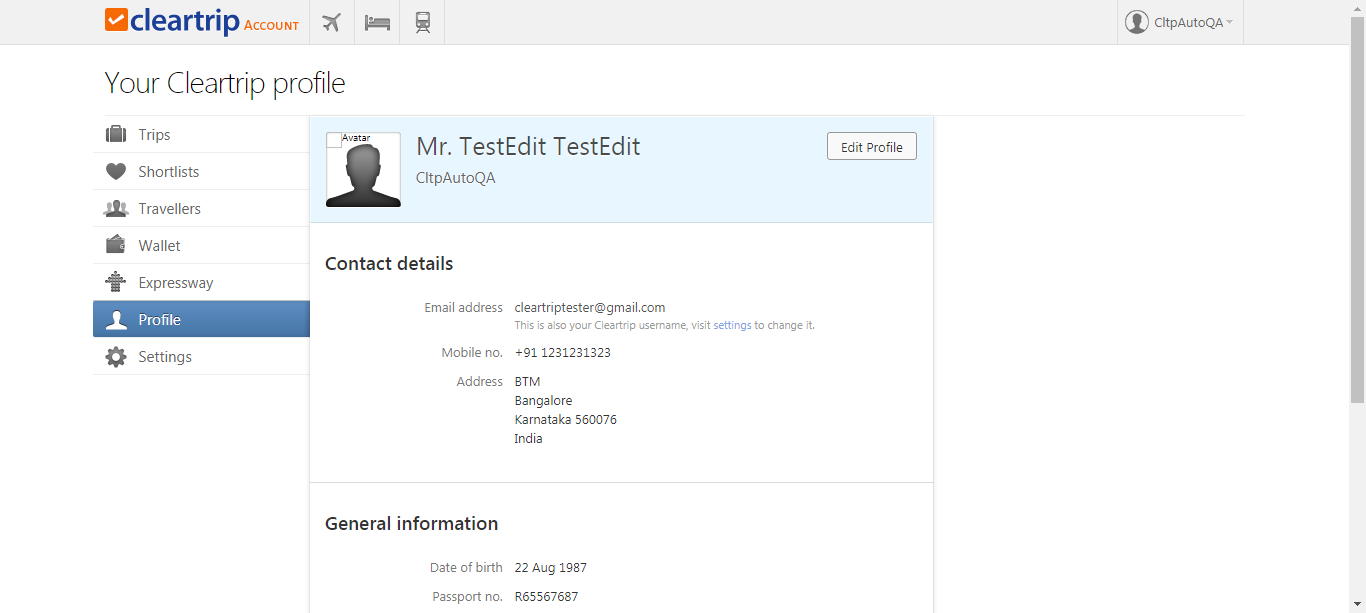 cleartrip ACCOUNT
CltpAutoQA
Your Cleartrip profile
Trips
Shortlists
Travellers
Wallet
Expressway
Profile
Settings
Avatar
Mr. TestEdit TestEdit
CltpAutoQA
Edit Profile
Contact details
Email address cleartriptester@gmail.com
This is also your Cleartrip username, visit settings to change it.
Mobile no. +91 1231231323
Address BTM
Bangalore
Karnataka 560076
India
General information
Date of birth 22 Aug 1987
Passport no. R65567687